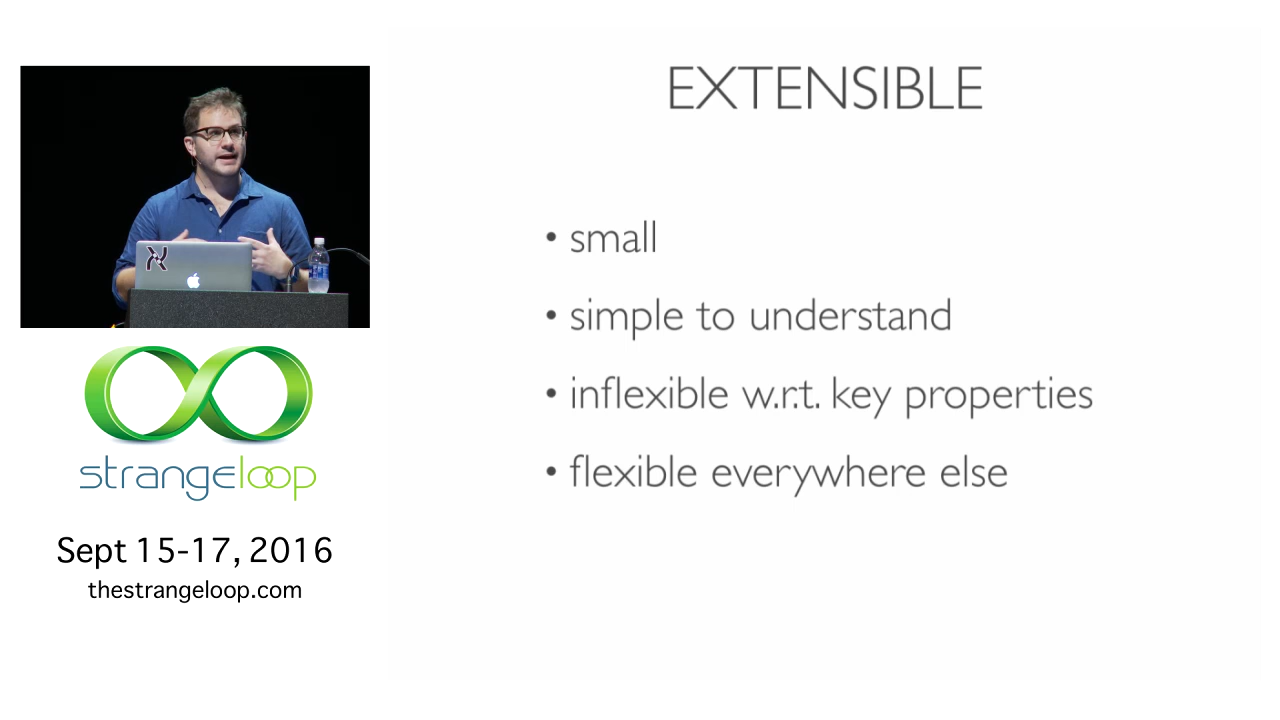 EXTENSIBLE
• small
• simple to understand
• inflexible w.r.t. key properties
• flexible everywhere else
strangeloop
Sept 15-17, 2016
thestrangeloop.com